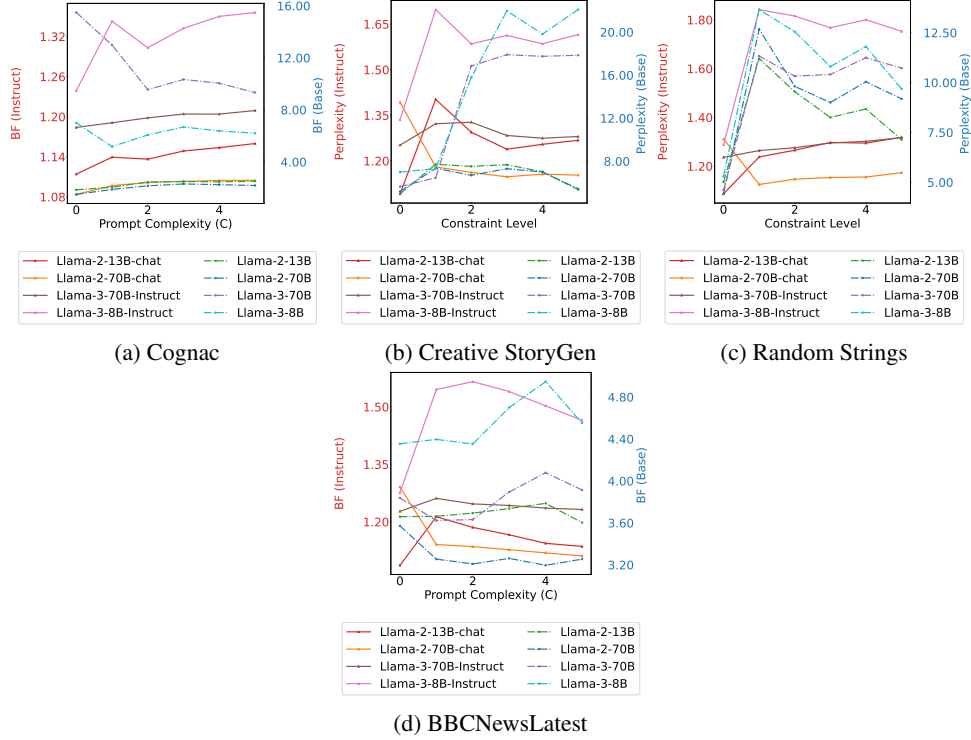 BF (Instruct)
1.32
1.26
1.20
1.14
1.08
0 2 4
Prompt Complexity (C)
16.00
14.00
12.00
10.00
8.00
6.00
4.00
BF (Base)
Perplexity (Instruct)
1.65
1.50
1.35
1.20
0 2 4
Constraint Level
20.00
16.00
12.00
8.00
Perplexity (Base)
Perplexity (Instruct)
1.80
1.60
1.40
1.20
0 2 4
Constraint Level
12.50
10.00
7.50
5.00
Perplexity (Base)
Llama-2-13B-chat Llama-2-13B
Llama-2-70B-chat Llama-2-70B
Llama-3-70B-Instruct Llama-3-70B
Llama-3-8B-Instruct Llama-3-8B
Llama-2-13B-chat Llama-2-13B
Llama-2-70B-chat Llama-2-70B
Llama-3-70B-Instruct Llama-3-70B
Llama-3-8B-Instruct Llama-3-8B
Llama-2-13B-chat Llama-2-13B
Llama-2-70B-chat Llama-2-70B
Llama-3-70B-Instruct Llama-3-70B
Llama-3-8B-Instruct Llama-3-8B
(a) Cognac
(b) Creative StoryGen
(c) Random Strings
BF (Instruct)
1.50
1.35
1.20
0 2 4
Prompt Complexity (C)
4.80
4.40
4.00
3.60
3.20
BF (Base)
Llama-2-13B-chat Llama-2-13B
Llama-2-70B-chat Llama-2-70B
Llama-3-70B-Instruct Llama-3-70B
Llama-3-8B-Instruct Llama-3-8B
(d) BBCNewsLatest